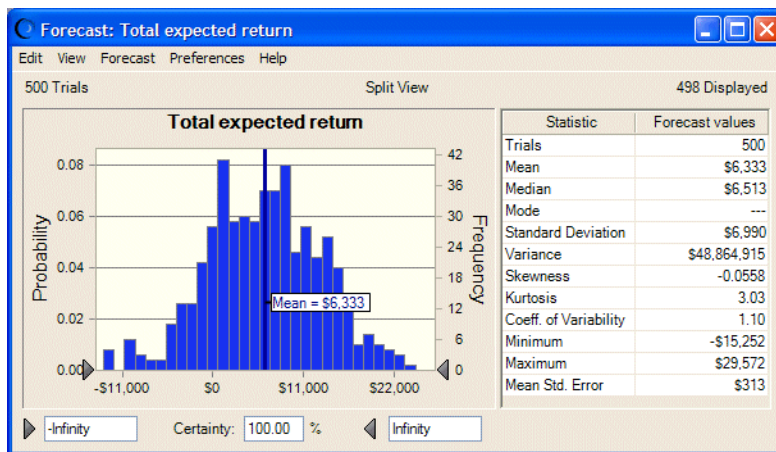 Forecast: Total expected return
Edit View Forecast Preferences Help
500 Trials Split View 498 Displayed
Total expected return
Probability
0.08
0.06
0.04
0.02
0.00
Mean = $6,333
-$11,000 $0 $11,000 $22,000
42
36
30
24
18
12
6
0
Frequency
Statistic Forecast values
Trials 500
Mean $6,333
Median $6,513
Mode ---
Standard Deviation $6,990
Variance $48,864,915
Skewness -0.0558
Kurtosis 3.03
Coeff. of Variability 1.10
Minimum -$15,252
Maximum $29,572
Mean Std. Error $313
-Infinity Certainty: 100.00 % Infinity